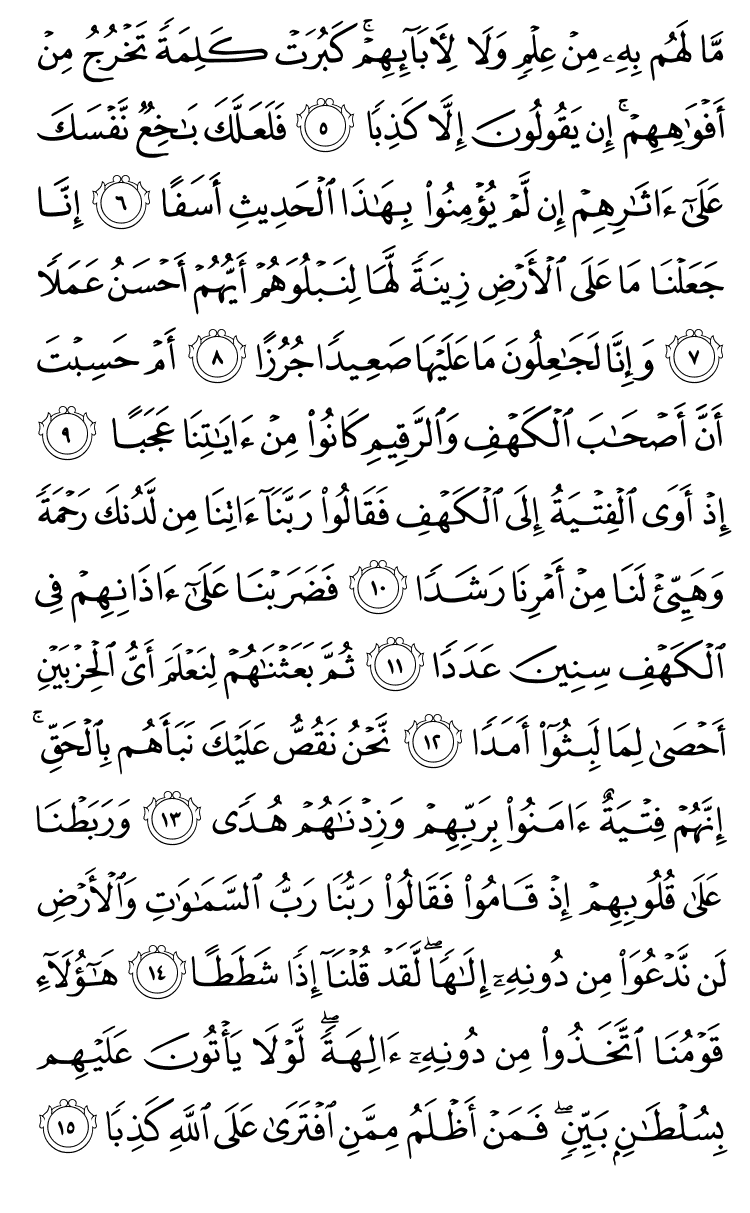 مَّا لَهُم بِهِۦ مِنۡ عِلۡمٖ وَلَا لِأٓبَآئِهِمۡۚ كَبُرَتۡ كَلِمَةٗ تَخۡرُجُ مِنۡ
أَفۡوَٰهِهِمۡۚ إِن يَقُولُونَ إِلَّا كَذِبٗا ٥ فَلَعَلَّكَ بَٰخِعٞ نَّفۡسَكَ
عَلَىٰٓ ءَاثَٰرِهِمۡ إِن لَّمۡ يُؤۡمِنُواْ بِهَٰذَا ٱلۡحَدِيثِ أَسَفًا ٦ إِنَّا
جَعَلۡنَا مَا عَلَى ٱلۡأَرۡضِ زِينَةٗ لَّهَا لِنَبۡلُوَهُمۡ أَيُّهُمۡ أَحۡسَنُ عَمَلٗا
٧ وَإِنَّا لَجَٰعِلُونَ مَا عَلَيۡهَا صَعِيدٗا جُرُزًا ٨ أَمۡ حَسِبۡتَ
أَنَّ أَصۡحَٰبَ ٱلۡكَهۡفِ وَٱلرَّقِيمِ كَانُواْ مِنۡ ءَايَٰتِنَا عَجَبًا ٩
إِذۡ أَوَى ٱلۡفِتۡيَةُ إِلَى ٱلۡكَهۡفِ فَقَالُواْ رَبَّنَآ ءَاتِنَا مِن لَّدُنكَ رَحۡمَةٗ
وَهَيِّئۡ لَنَا مِنۡ أَمۡرِنَا رَشَدٗا ١٠ فَضَرَبۡنَا عَلَىٰٓ ءَاذَانِهِمۡ فِي
ٱلۡكَهۡفِ سِنِينَ عَدَدٗا ١١ ثُمَّ بَعَثۡنَٰهُمۡ لِنَعۡلَمَ أَيُّ ٱلۡحِزۡبَيۡنِ
أَحۡصَىٰ لِمَا لَبِثُوٓاْ أَمَدٗا ١٢ نَّحۡنُ نَقُصُّ عَلَيۡكَ نَبَأَهُم بِٱلۡحَقِّۚ
إِنَّهُمۡ فِتۡيَةٌ ءَامَنُواْ بِرَبِّهِمۡ وَزِدۡنَٰهُمۡ هُدٗى ١٣ وَرَبَطۡنَا
عَلَىٰ قُلُوبِهِمۡ إِذۡ قَامُواْ فَقَالُواْ رَبُّنَا رَبُّ ٱلسَّمَٰوَٰتِ وَٱلۡأَرۡضِ
لَن نَّدۡعُوَاْ مِن دُونِهِۦٓ إِلَٰهٗاۖ لَّقَدۡ قُلۡنَآ إِذٗا شَطَطًا ١٤ هَٰٓؤُلَآءِ
قَوۡمُنَا ٱتَّخَذُواْ مِن دُونِهِۦٓ ءَالِهَةٗۖ لَّوۡلَا يَأۡتُونَ عَلَيۡهِم
بِسُلۡطَٰنِۭ بَيِّنٖۖ فَمَنۡ أَظۡلَمُ مِمَّنِ ٱفۡتَرَىٰ عَلَى ٱللَّهِ كَذِبٗا ١٥